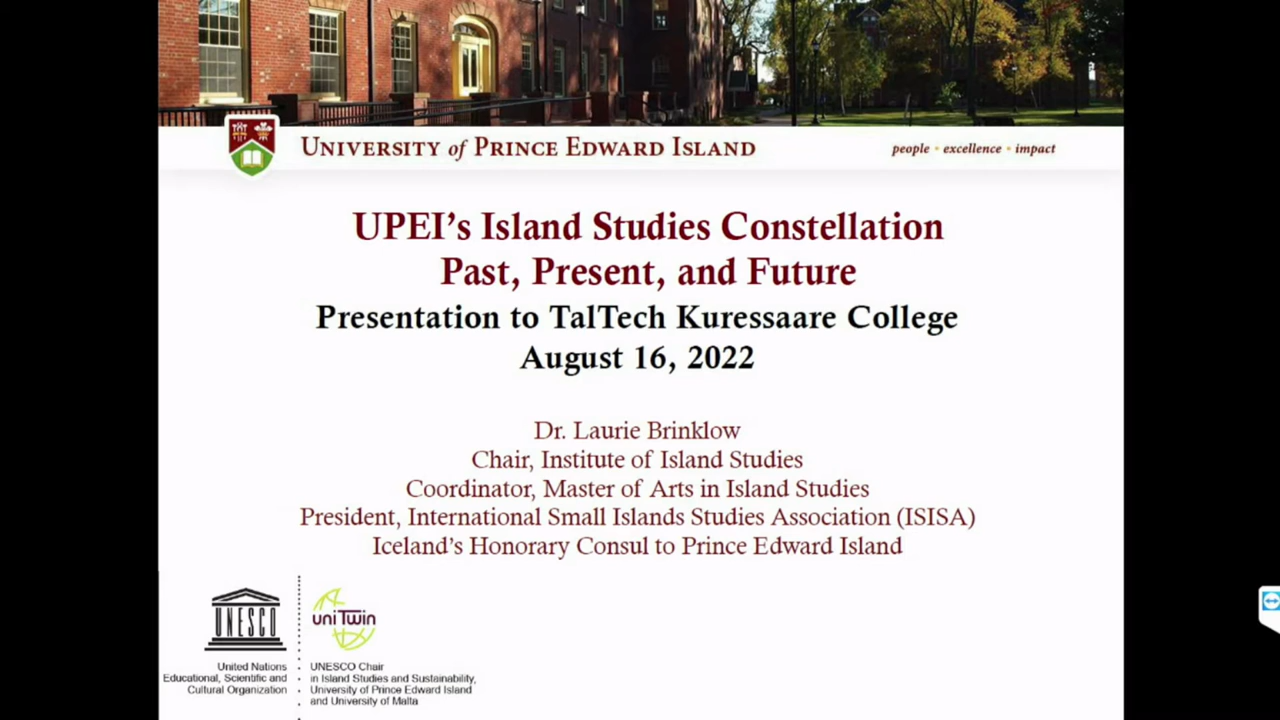 UNIVERSITY of PRINCE EDWARD ISLAND
people • excellence • impact
UPEI's Island Studies Constellation
Past, Present, and Future
Presentation to TalTech Kuressaare College
August 16, 2022
Dr. Laurie Brinklow
Chair, Institute of Island Studies
Coordinator, Master of Arts in Island Studies
President, International Small Islands Studies Association (ISISA)
Iceland's Honorary Consul to Prince Edward Island
UNESCO
uniTwin
United Nations
Educational, Scientific and
Cultural Organization
UNESCO Chair
in Island Studies and Sustainability,
University of Prince Edward Island
and University of Malta